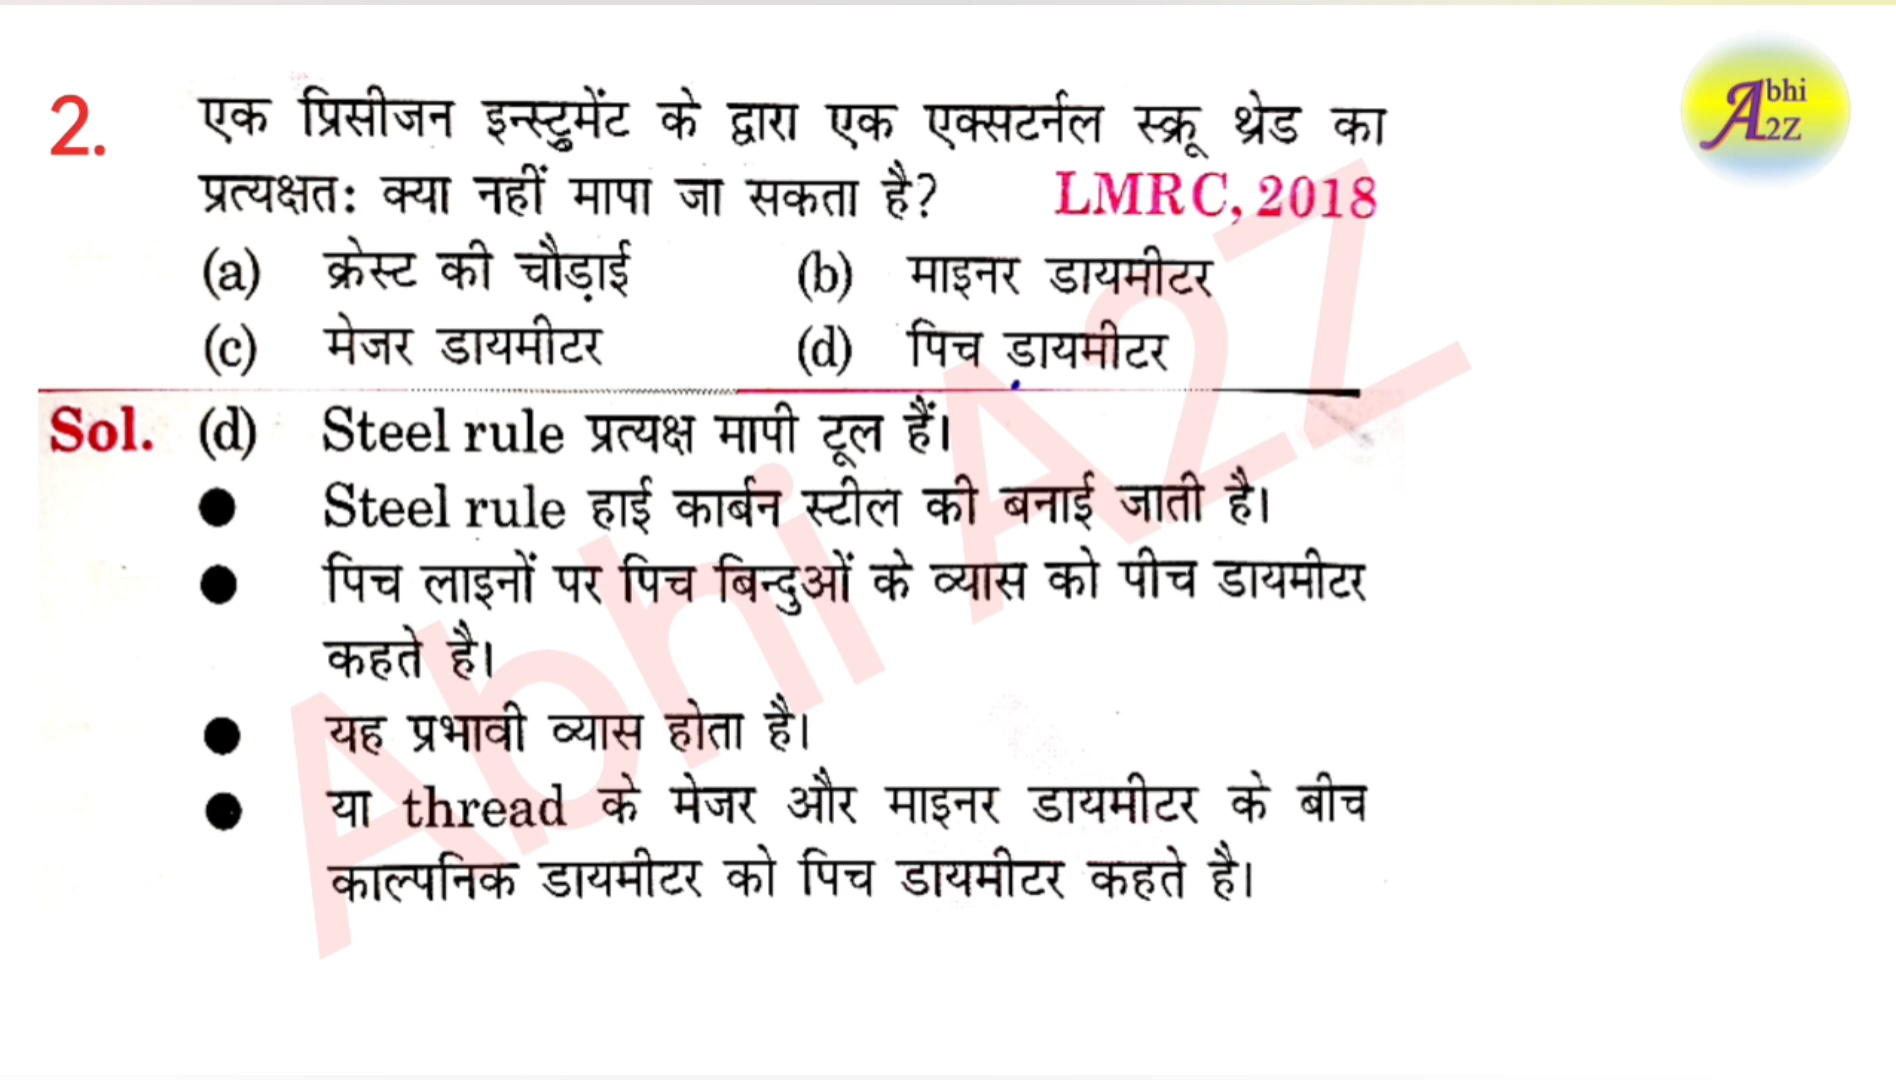 Abhi A2Z
2. एक प्रिसीजन इन्स्ट्रुमेंट के द्वारा एक एक्सटर्नल स्क्रू थ्रेड का
प्रत्यक्षत: क्या नहीं मापा जा सकता है? LMRC, 2018
(a) क्रेस्ट की चौड़ाई (b) माइनर डायमीटर
(c) मेजर डायमीटर (d) पिच डायमीटर
Sol. (d) Steel rule प्रत्यक्ष मापी टूल हैं।
● Steel rule हाई कार्बन स्टील की बनाई जाती है।
● पिच लाइनों पर पिच बिन्दुओं के व्यास को पीच डायमीटर
कहते है।
● यह प्रभावी व्यास होता है।
● या thread के मेजर और माइनर डायमीटर के बीच
काल्पनिक डायमीटर को पिच डायमीटर कहते है।
Abhi A2Z